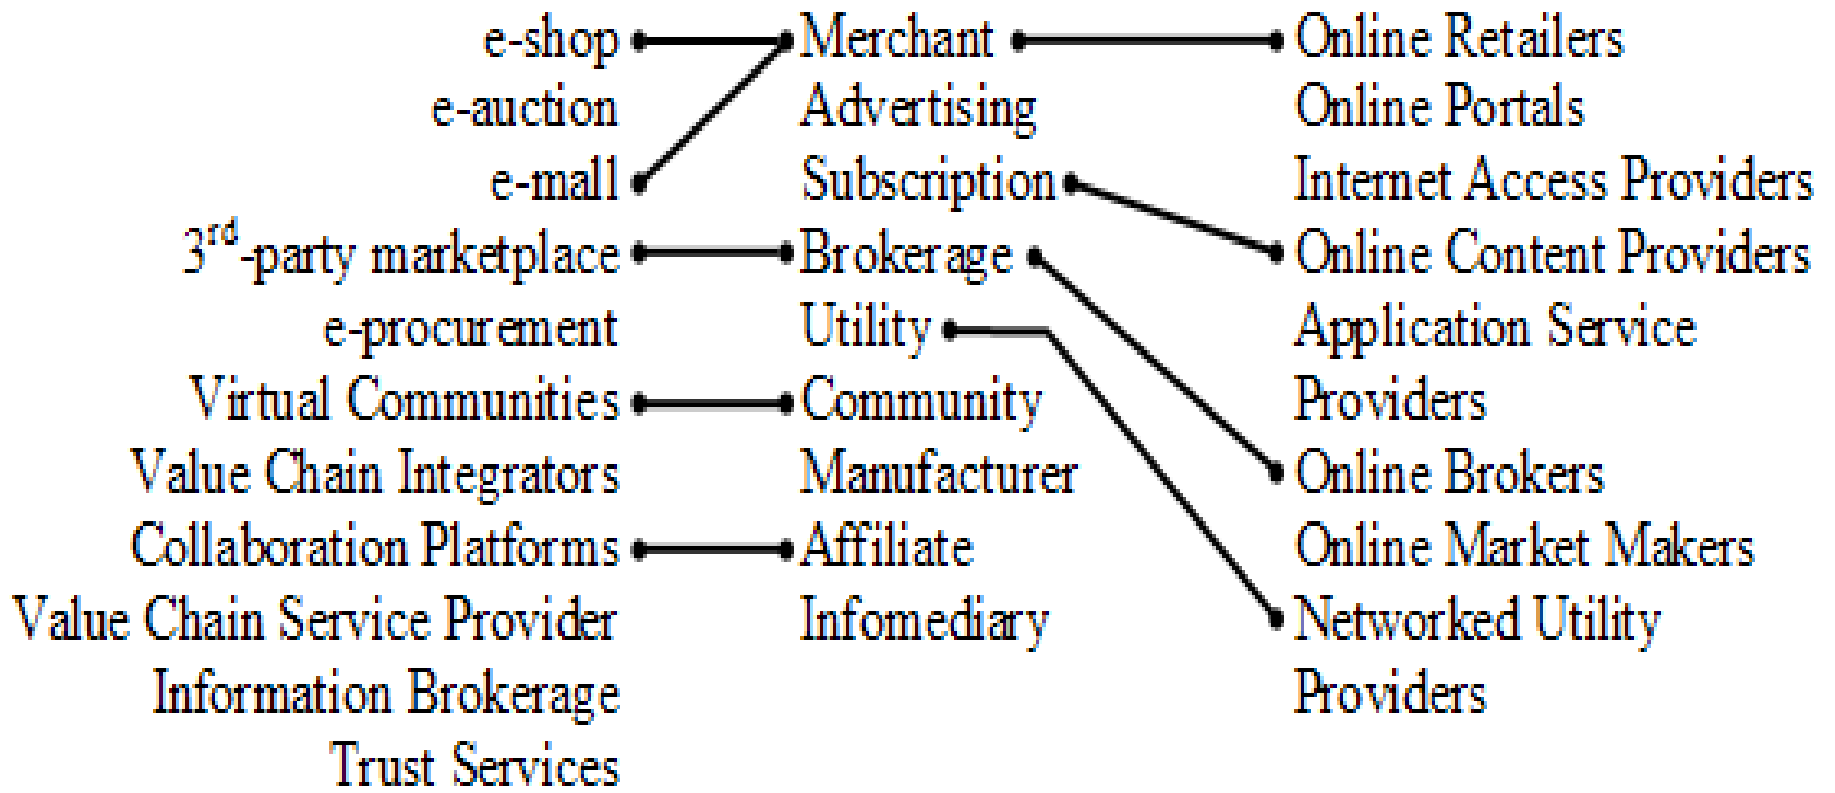 e-shop
e-auction
e-mall
3rd-party marketplace
e-procurement
Virtual Communities
Value Chain Integrators
Collaboration Platforms
Value Chain Service Provider
Information Brokerage
Trust Services
Merchant
Advertising
Subscription
Brokerage
Utility
Community
Manufacturer
Affiliate
Infomediary
Online Retailers
Online Portals
Internet Access Providers
Online Content Providers
Application Service
Providers
Online Brokers
Online Market Makers
Networked Utility
Providers